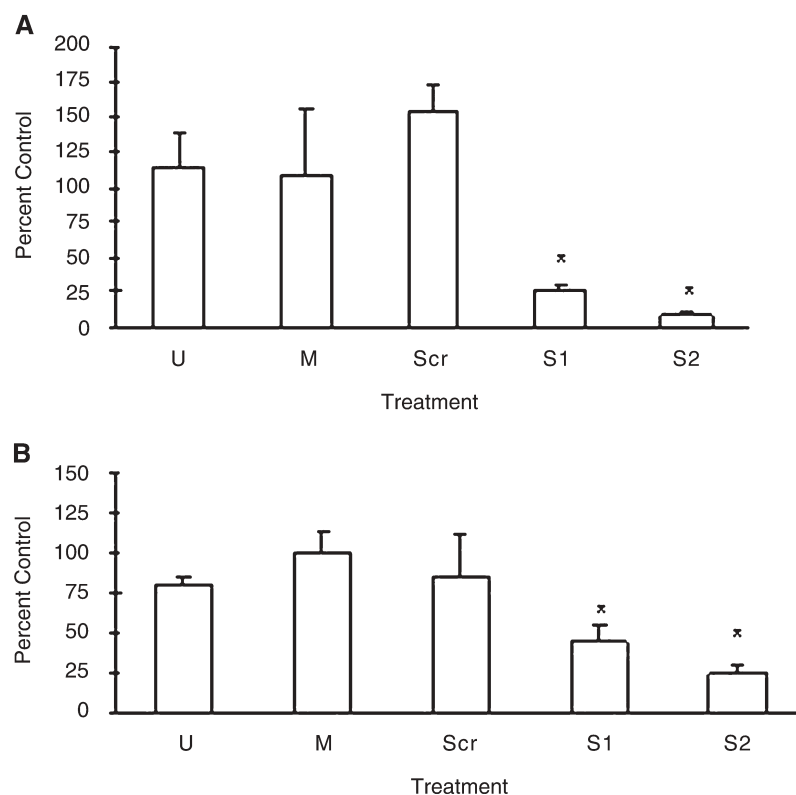 A
200
175
150
125
100
75
50
25
0
Percent Control
x
x
U M Scr S1 S2
Treatment
B
150
125
100
75
50
25
0
Percent Control
x
x
U M Scr S1 S2
Treatment